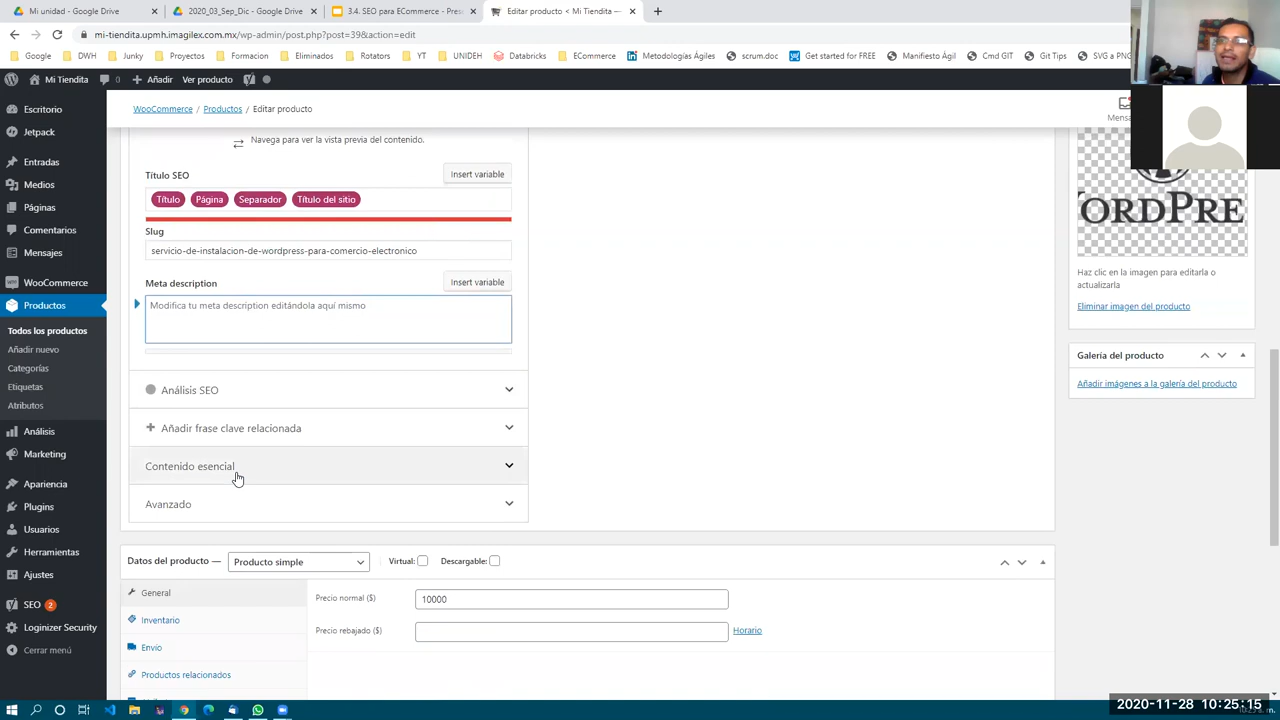 Mi unidad - Google Drive
2020_03_Sep_Dic - Google Drive
3.4. SEO para ECommerce - Pres
Editar producto < Mi Tiendita —
mi-tiendita.upmh.imagilex.com.mx/wp-admin/post.php?post=39&action=edit
Google
Junky
Proyectos
Formacion
Eliminados
Rotators
YT
UNIDEH
Databricks
ECommerce
Metodologías Ágiles
scrum.doc
Get started for FREE
Manifiesto Ágil
Cmd GIT
Git Tips
SVG a PNG
Mi Tienda
0
Añadir
Ver producto
Escritorio
Jetpack
Entradas
Medios
Páginas
Comentarios
Mensajes
WooCommerce
Productos
Todos los productos
Añadir nuevo
Categorías
Etiquetas
Atributos
Análisis
Marketing
Apariencia
Plugins
Usuarios
Herramientas
Ajustes
SEO 2
Loginizer Security
Cerrar menú
WooCommerce / Productos / Editar producto
Mensa
Navega para ver la vista previa del contenido.
Título SEO
Insert variable
Título
Página
Separador
Título del sitio
Slug
servicio-de-instalacion-de-wordpress-para-comercio-electronico
Meta description
Insert variable
Modifica tu meta description editándola aquí mismo
Análisis SEO
Añadir frase clave relacionada
Contenido esencial
Avanzado
Datos del producto —
Producto simple
Virtual:
Descargable:
General
Inventario
Envío
Productos relacionados
Precio normal ($)
10000
Precio rebajado ($)
Horario
ORDPRE
Haz clic en la imagen para editarla o
actualizarla
Eliminar imagen del producto
Galería del producto
Añadir imágenes a la galería del producto
2020-11-28 10:25:15